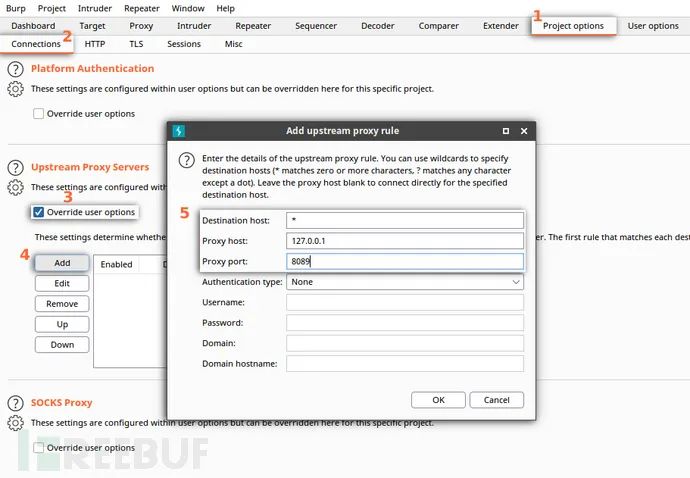 Burp Project Intruder Repeater Window Help
1
Dashboard Target Proxy Intruder Repeater Sequencer Decoder Comparer Extender Project options User options
2
Connections HTTP TLS Sessions Misc
? Platform Authentication
These settings are configured within user options but can be overridden here for this specific project.
Override user options
? Upstream Proxy Servers
These settings are configured with
3
Override user options
These settings determine whethe
er. The first rule that matches each dest
4
Add
Enabled D
Edit
Remove
Up
Down
Add upstream proxy rule
? Enter the details of the upstream proxy rule. You can use wildcards to specify
destination hosts (* matches zero or more characters, ? matches any character
except a dot). Leave the proxy host blank to connect directly for the specified
destination host.
5
Destination host: *
Proxy host: 127.0.0.1
Proxy port: 8089
Authentication type: None
Username:
Password:
Domain:
Domain hostname:
OK Cancel
? SOCKS Proxy
These settings are configured within user options but can be overridden here for this specific project.
Override user options
FREEBUF